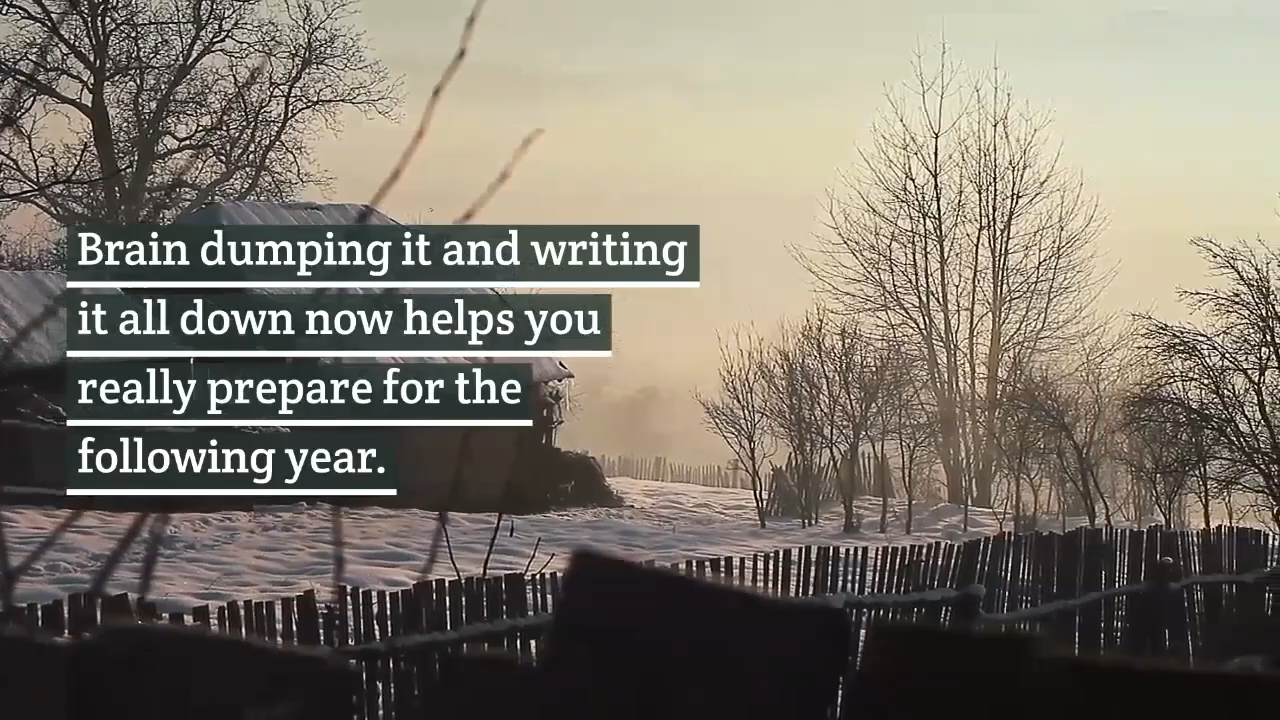 Brain dumping it and writing
it all down now helps you
really prepare for the
following year.